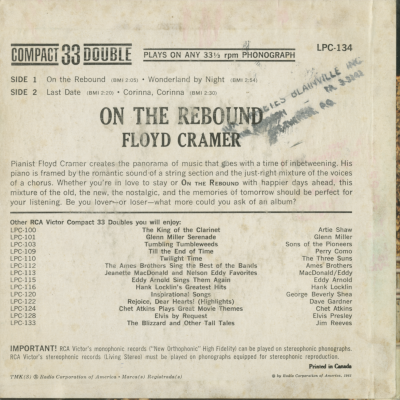 COMPACT 33 DOUBLE PLAYS ON ANY 33⅓ rpm PHONOGRAPH LPC-134
SIDE 1 On the Rebound (BMI 2:05) • Wonderland by Night (BMI 2:54)
SIDE 2 Last Date (BMI 2:20) • Corinna, Corinna (BMI 2:30)
ON THE REBOUND
FLOYD CRAMER
Pianist Floyd Cramer creates the panorama of music that goes with a time of inbetweening. His
piano is framed by the romantic sound of a string section and the just-right mixture of the voices
of a chorus. Whether you're in love to stay or ON THE REBOUND with happier days ahead, this
mixture of the old, the new, the nostalgic, and the memories of tomorrow should be perfect for
your listening. Be you lover—or loser—what more could you ask of an album?
Other RCA Victor Compact 33 Doubles you will enjoy:
LPC-100 The King of the Clarinet Artie Shaw
LPC-101 Glenn Miller Serenade Glenn Miller
LPC-103 Tumbling Tumbleweeds Sons of the Pioneers
LPC-109 Till the End of Time Perry Como
LPC-110 Twilight Time The Three Suns
LPC-112 The Ames Brothers Sing the Best of the Bands Ames Brothers
LPC-113 Jeanette MacDonald and Nelson Eddy Favorites MacDonald/Eddy
LPC-115 Eddy Arnold Sings Them Again Eddy Arnold
LPC-116 Hank Locklin's Greatest Hits Hank Locklin
LPC-120 Inspirational Songs George Beverly Shea
LPC-122 Rejoice, Dear Hearts! (Highlights) Dave Gardner
LPC-124 Chet Atkins Plays Great Movie Themes Chet Atkins
LPC-128 Elvis by Request Elvis Presley
LPC-133 The Blizzard and Other Tall Tales Jim Reeves
IMPORTANT! RCA Victor's monophonic records ("New Orthophonic" High Fidelity) can be played on stereophonic phonographs.
RCA Victor's stereophonic records (Living Stereo) must be played on phonographs equipped for stereophonic reproduction.
Printed in Canada
TMK(S) ® Radio Corporation of America • Marca(s) Registrada(s) © by Radio Corporation of America, 1961